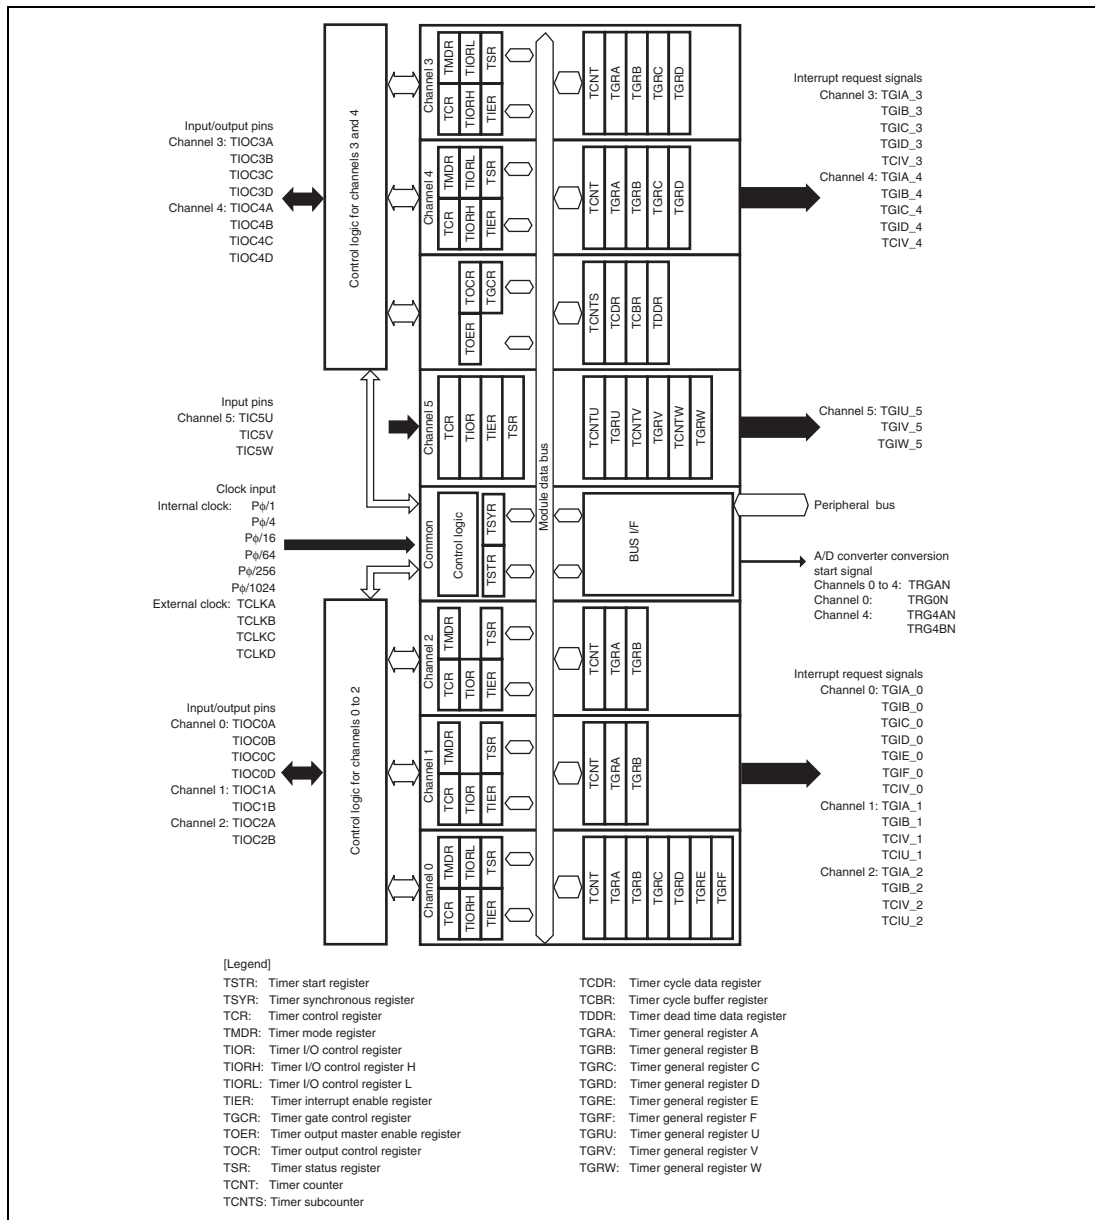 Input/output pins
Channel 3: TIOC3A
TIOC3B
TIOC3C
TIOC3D
Channel 4: TIOC4A
TIOC4B
TIOC4C
TIOC4D
Input pins
Channel 5: TIC5U
TIC5V
TIC5W
Clock input
Internal clock: Pϕ/1
Pϕ/4
Pϕ/16
Pϕ/64
Pϕ/256
Pϕ/1024
External clock: TCLKA
TCLKB
TCLKC
TCLKD
Input/output pins
Channel 0: TIOC0A
TIOC0B
TIOC0C
TIOC0D
Channel 1: TIOC1A
TIOC1B
Channel 2: TIOC2A
TIOC2B
Control logic for channels 3 and 4
Control logic for channels 0 to 2
Channel 3
TCR
TMDR
TIORH
TIORL
TIER
TSR
TCNT
TGRA
TGRB
TGRC
TGRD
Channel 4
TCR
TMDR
TIORH
TIORL
TIER
TSR
TCNT
TGRA
TGRB
TGRC
TGRD
TOER
TOCR
TGCR
TCNTS
TCDR
TCBR
TDDR
Channel 5
TCR
TIOR
TIER
TSR
TCNTU
TGRU
TCNTV
TGRV
TCNTW
TGRW
Module data bus
Common
Control logic
TSTR
TSYR
BUS I/F
Channel 2
TCR
TMDR
TIOR
TIER
TSR
TCNT
TGRA
TGRB
Channel 1
TCR
TMDR
TIOR
TIER
TSR
TCNT
TGRA
TGRB
Channel 0
TCR
TMDR
TIORH
TIORL
TIER
TSR
TCNT
TGRA
TGRB
TGRC
TGRD
TGRE
TGRF
Interrupt request signals
Channel 3: TGIA_3
TGIB_3
TGIC_3
TGID_3
TCIV_3
Channel 4: TGIA_4
TGIB_4
TGIC_4
TGID_4
TCIV_4
Channel 5: TGIU_5
TGIV_5
TGIW_5
Peripheral bus
A/D converter conversion
start signal
Channels 0 to 4: TRGAN
Channel 0: TRG0N
Channel 4: TRG4AN
TRG4BN
Interrupt request signals
Channel 0: TGIA_0
TGIB_0
TGIC_0
TGID_0
TGIE_0
TGIF_0
TCIV_0
Channel 1: TGIA_1
TGIB_1
TCIV_1
TCIU_1
Channel 2: TGIA_2
TGIB_2
TCIV_2
TCIU_2
[Legend]
TSTR: Timer start register
TSYR: Timer synchronous register
TCR: Timer control register
TMDR: Timer mode register
TIOR: Timer I/O control register
TIORH: Timer I/O control register H
TIORL: Timer I/O control register L
TIER: Timer interrupt enable register
TGCR: Timer gate control register
TOER: Timer output master enable register
TOCR: Timer output control register
TSR: Timer status register
TCNT: Timer counter
TCNTS: Timer subcounter
TCDR: Timer cycle data register
TCBR: Timer cycle buffer register
TDDR: Timer dead time data register
TGRA: Timer general register A
TGRB: Timer general register B
TGRC: Timer general register C
TGRD: Timer general register D
TGRE: Timer general register E
TGRF: Timer general register F
TGRU: Timer general register U
TGRV: Timer general register V
TGRW: Timer general register W